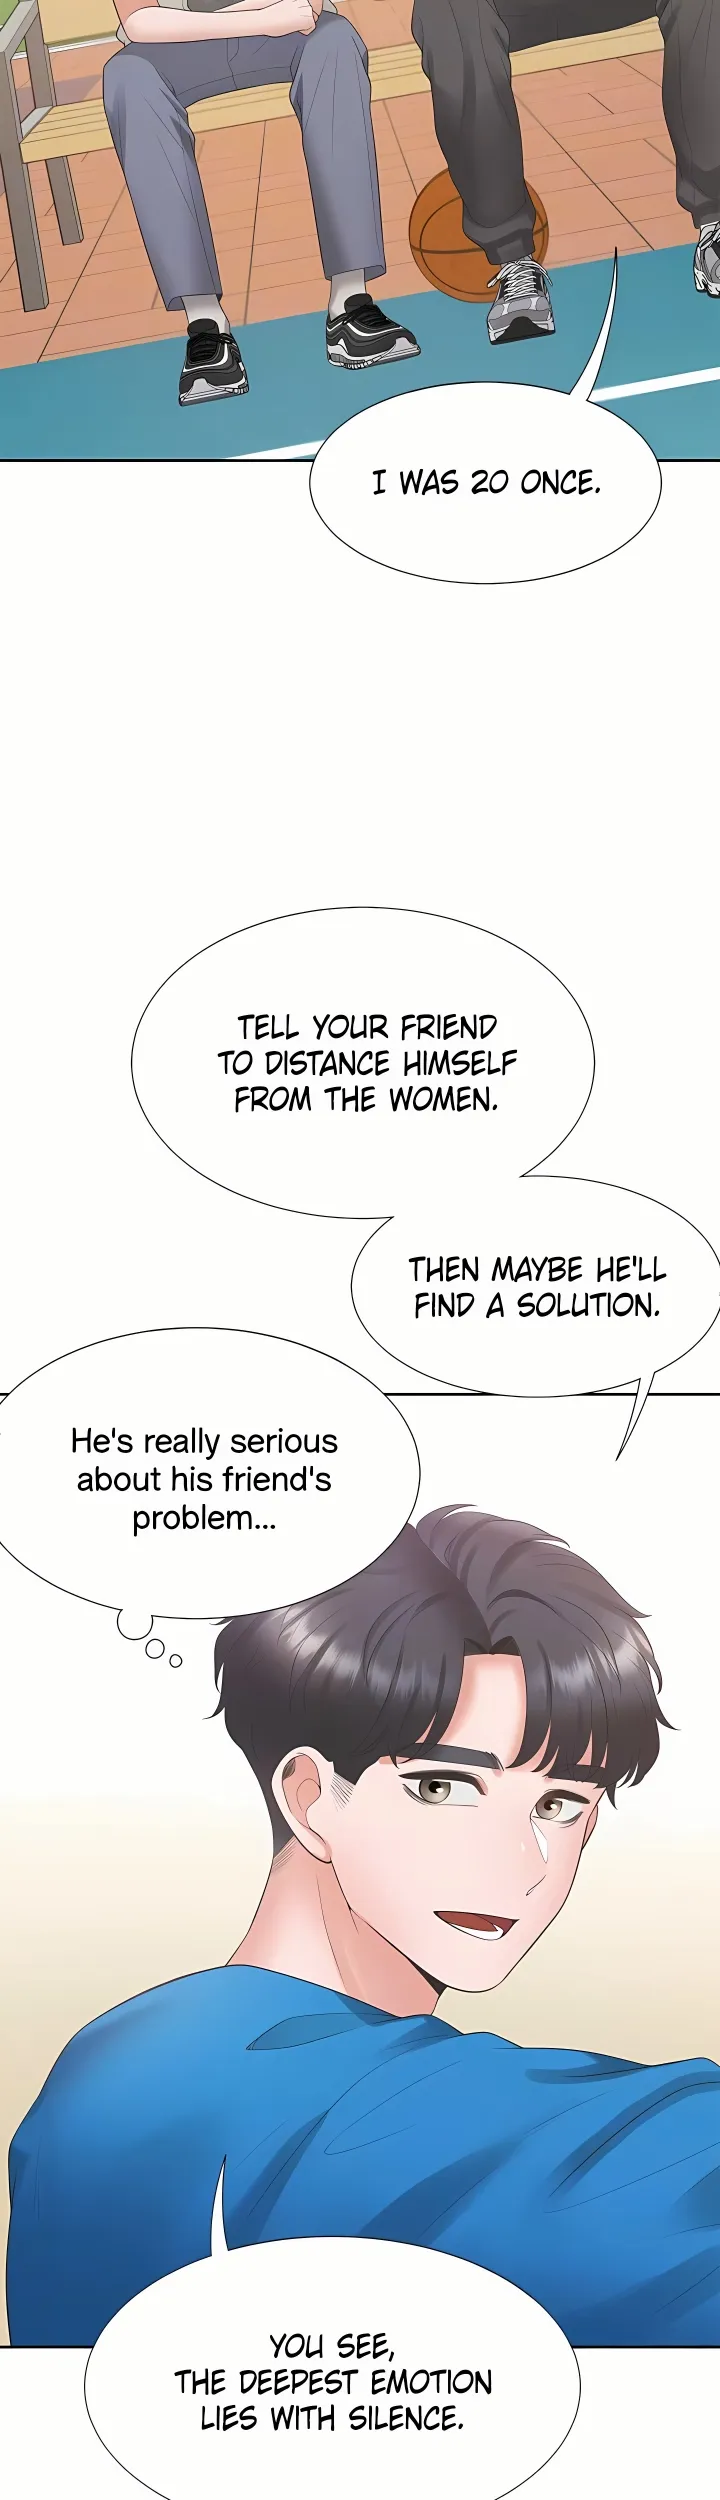 I WAS 20 ONCE.
TELL YOUR FRIEND
TO DISTANCE HIMSELF
FROM THE WOMEN.
THEN MAYBE HE'LL
FIND A SOLUTION.
He's really serious
about his friend's
problem...
YOU SEE,
THE DEEPEST EMOTION
LIES WITH SILENCE.